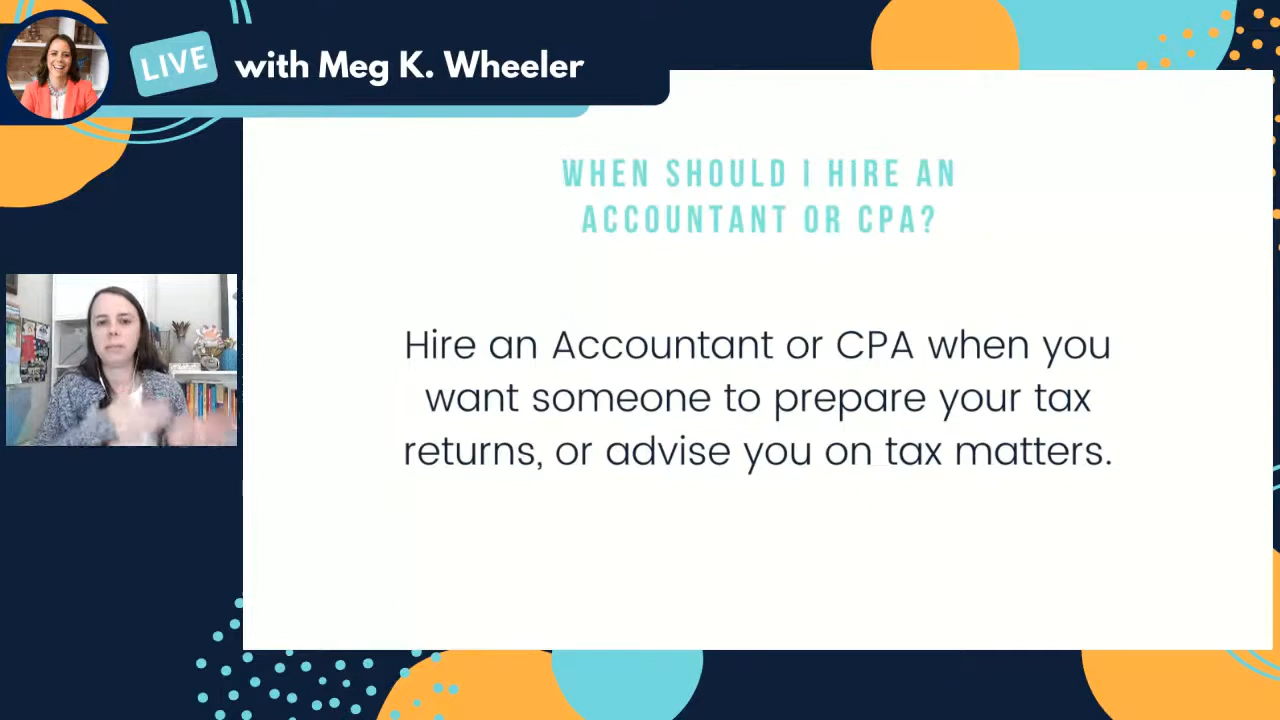 LIVE with Meg K. Wheeler
WHEN SHOULD I HIRE AN
ACCOUNTANT OR CPA?
Hire an Accountant or CPA when you
want someone to prepare your tax
returns, or advise you on tax matters.